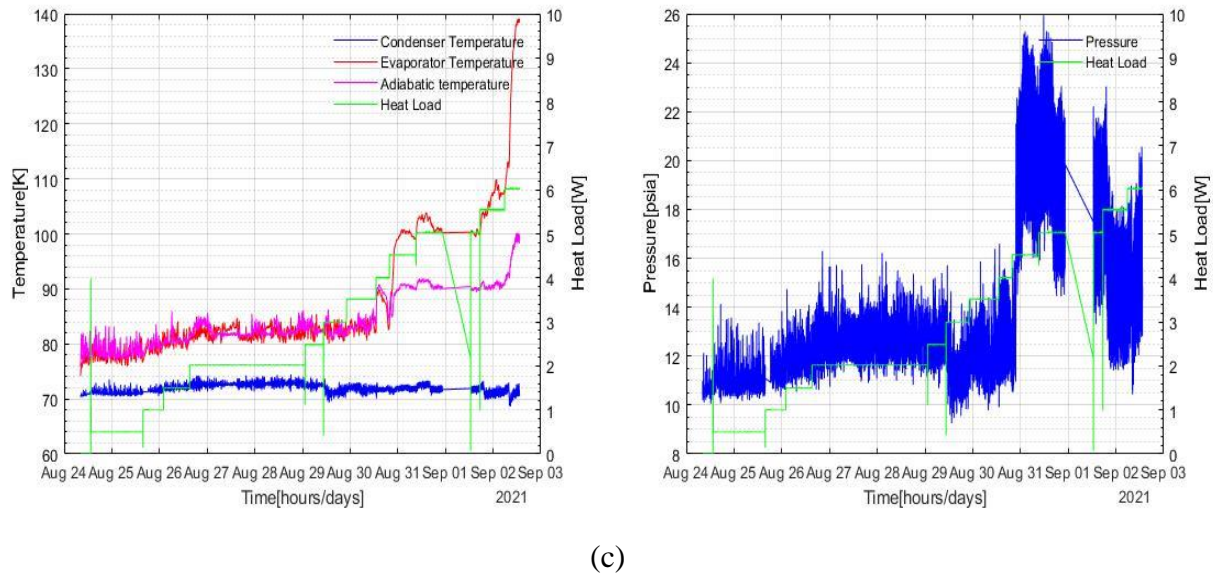 140
130
120
110
100
90
80
70
60
Temperature[K]
10
9
8
7
6
5
4
3
2
1
0
Heat Load[W]
Condenser Temperature
Evaporator Temperature
Adiabatic temperature
Heat Load
Aug 24 Aug 25 Aug 26 Aug 27 Aug 28 Aug 29 Aug 30 Aug 31 Sep 01 Sep 02 Sep 03
Time[hours/days]
2021
26
24
22
20
18
16
14
12
10
8
Pressure[psia]
10
9
8
7
6
5
4
3
2
1
0
Heat Load[W]
Pressure
Heat Load
Aug 24 Aug 25 Aug 26 Aug 27 Aug 28 Aug 29 Aug 30 Aug 31 Sep 01 Sep 02 Sep 03
Time[hours/days]
2021
(c)